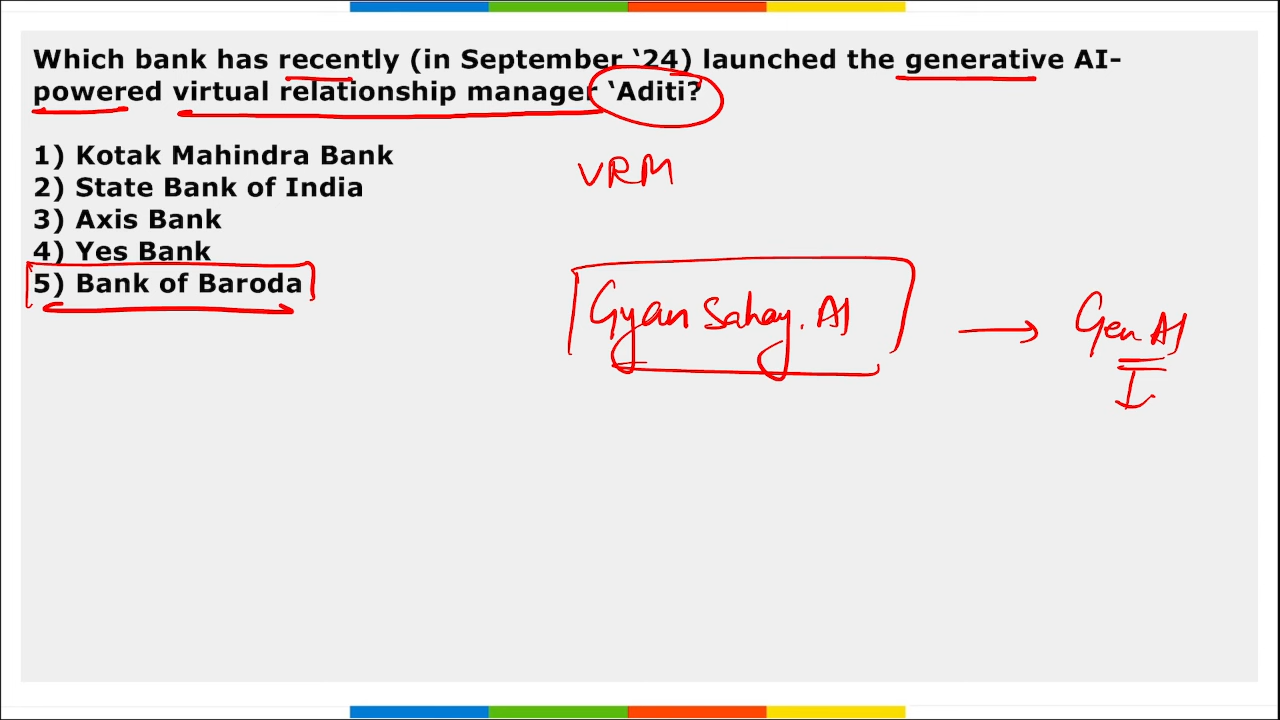 Which bank has recently (in September ‘24) launched the generative AI-
powered virtual relationship manager ‘Aditi?
1) Kotak Mahindra Bank
2) State Bank of India
3) Axis Bank
4) Yes Bank
5) Bank of Baroda
VRM
Gyan Sahay. AI
Gen AI